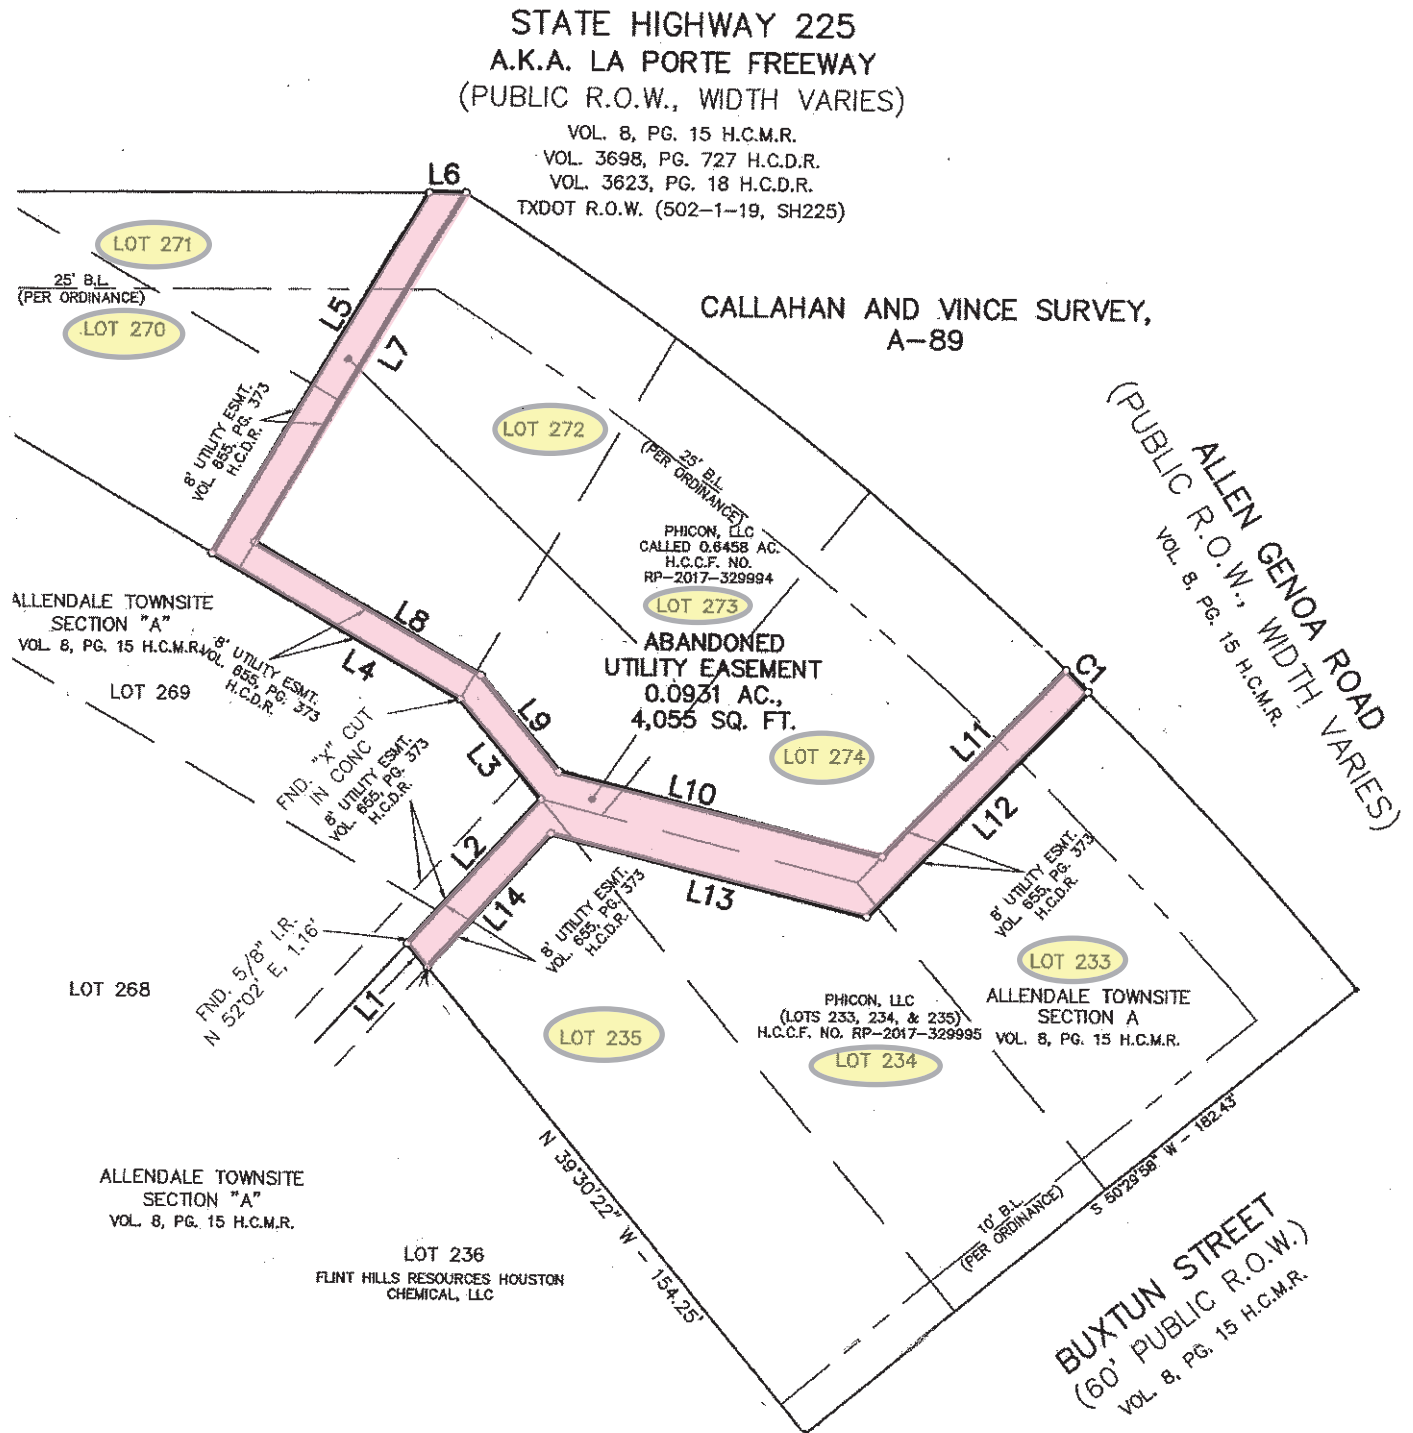 STATE HIGHWAY 225
A.K.A. LA PORTE FREEWAY
(PUBLIC R.O.W., WIDTH VARIES)
VOL. 8, PG. 15 H.C.M.R.
VOL. 3698, PG. 727 H.C.D.R.
VOL. 3623, PG. 18 H.C.D.R.
TXDOT R.O.W. (502-1-19, SH225)
L6
LOT 271
25' B.L.
(PER ORDINANCE)
LOT 270
L5
L7
CALLAHAN AND VINCE SURVEY,
A-89
8' UTILITY ESMT.
VOL. 655, PG. 373
H.C.D.R.
LOT 272
25' B.L.
(PER ORDINANCE)
ALLEN GENOA ROAD
(PUBLIC R.O.W., WIDTH VARIES)
VOL. 8, PG. 15 H.C.M.R.
PHICON, LLC
CALLED 0.6458 AC.
H.C.C.F. NO.
RP-2017-329994
LOT 273
ABANDONED
UTILITY EASEMENT
0.0931 AC.,
4,055 SQ. FT.
ALLENDALE TOWNSITE
SECTION "A"
VOL. 8, PG. 15 H.C.M.R.
8' UTILITY ESMT.
VOL. 655, PG. 373
H.C.D.R.
L8
L4
LOT 269
C1
L9
L3
FND. "X" CUT
IN CONC
8' UTILITY ESMT.
VOL. 655, PG. 373
H.C.D.R.
LOT 274
L11
L10
L12
L2
L13
L14
8' UTILITY ESMT.
VOL. 655, PG. 373
H.C.D.R.
8' UTILITY ESMT.
VOL. 655, PG. 373
H.C.D.R.
FND. 5/8" I.R.
N 52°02' E, 1.16'
L1
LOT 268
LOT 233
ALLENDALE TOWNSITE
SECTION A
VOL. 8, PG. 15 H.C.M.R.
PHICON, LLC
(LOTS 233, 234, & 235)
H.C.C.F. NO. RP-2017-329995
LOT 235
LOT 234
N 39°30'22" W - 154.25'
S 50°29'58" W - 182.43'
10' B.L.
(PER ORDINANCE)
ALLENDALE TOWNSITE
SECTION "A"
VOL. 8, PG. 15 H.C.M.R.
LOT 236
FLINT HILLS RESOURCES HOUSTON
CHEMICAL, LLC
BUXTUN STREET
(60' PUBLIC R.O.W.)
VOL. 8, PG. 15 H.C.M.R.